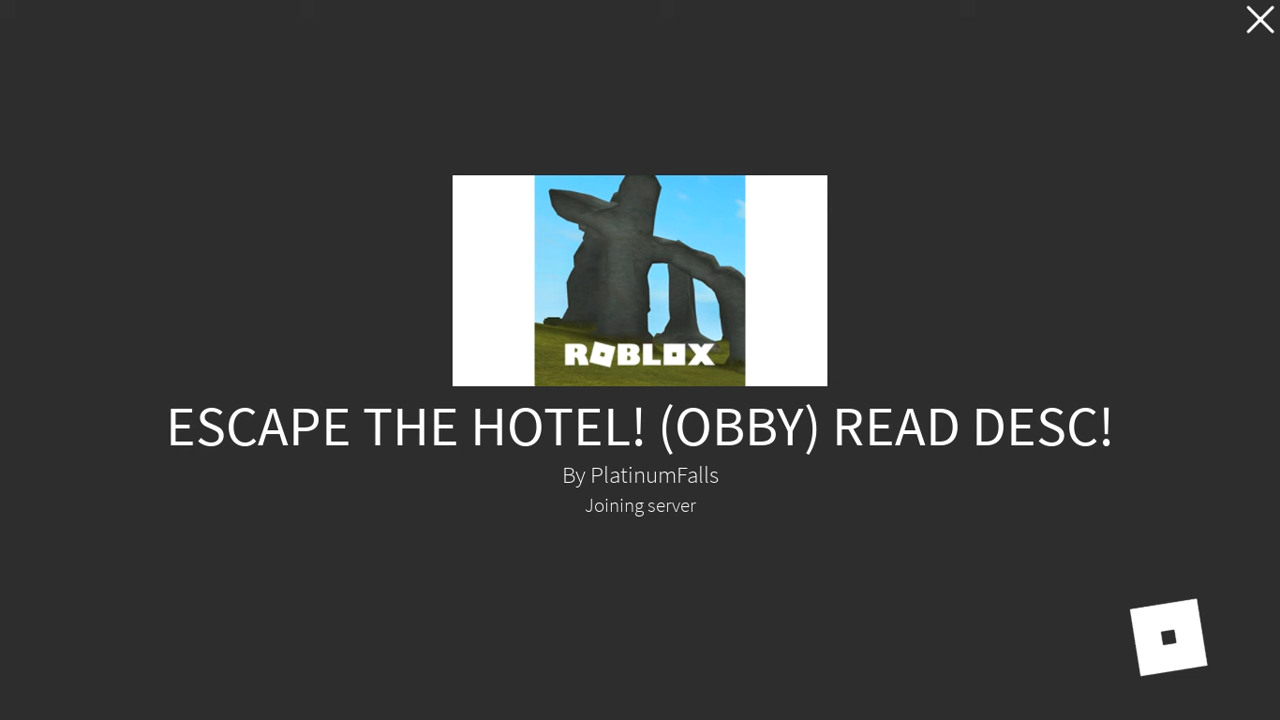 ROBLOX
ESCAPE THE HOTEL! (OBBY) READ DESC!
By PlatinumFalls
Joining server